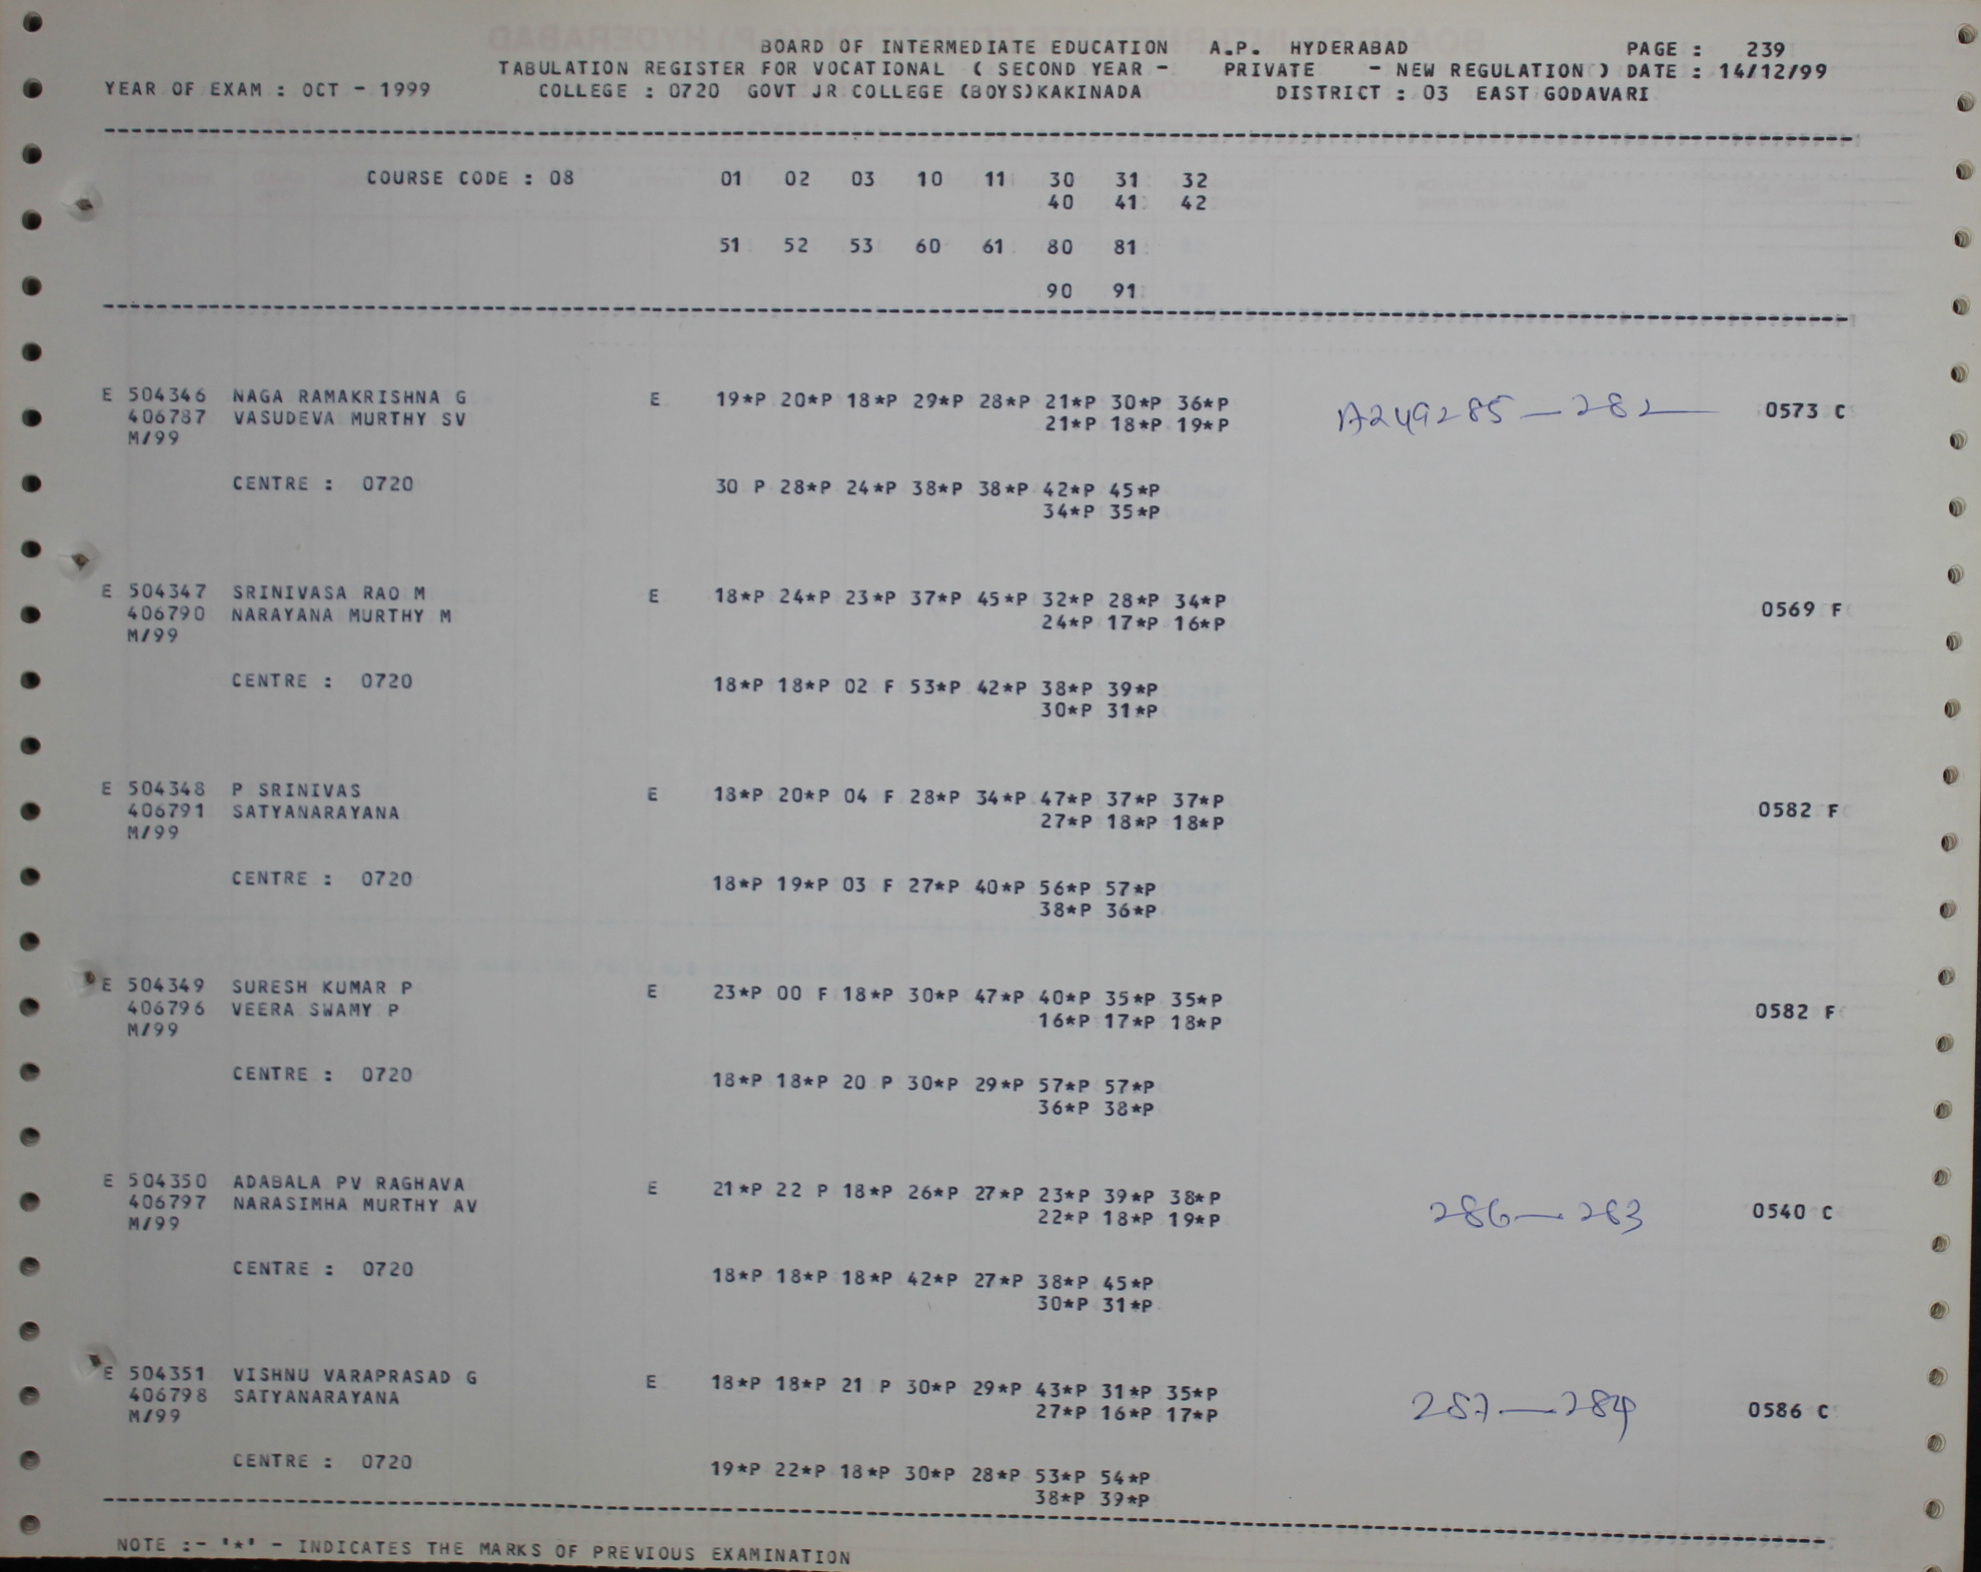 BOARD OF INTERMEDIATE EDUCATION A.P. HYDERABAD PAGE : 239
TABULATION REGISTER FOR VOCATIONAL ( SECOND YEAR - PRIVATE - NEW REGULATION ) DATE : 14/12/99
YEAR OF EXAM : OCT - 1999 COLLEGE : 0720 GOVT JR COLLEGE (BOYS)KAKINADA DISTRICT : 03 EAST GODAVARI
COURSE CODE : 08 01 02 03 10 11 30 31 32
40 41 42
51 52 53 60 61 80 81
90 91
E 504346 NAGA RAMAKRISHNA G E 19*P 20*P 18*P 29*P 28*P 21*P 30*P 36*P
406787 VASUDEVA MURTHY SV 21*P 18*P 19*P A249285 — 282 0573 C
M/99
CENTRE : 0720 30 P 28*P 24*P 38*P 38*P 42*P 45*P
34*P 35*P
E 504347 SRINIVASA RAO M E 18*P 24*P 23*P 37*P 45*P 32*P 28*P 34*P
406790 NARAYANA MURTHY M 24*P 17*P 16*P 0569 F
M/99
CENTRE : 0720 18*P 18*P 02 F 53*P 42*P 38*P 39*P
30*P 31*P
E 504348 P SRINIVAS E 18*P 20*P 04 F 28*P 34*P 47*P 37*P 37*P
406791 SATYANARAYANA 27*P 18*P 18*P 0582 F
M/99
CENTRE : 0720 18*P 19*P 03 F 27*P 40*P 56*P 57*P
38*P 36*P
E 504349 SURESH KUMAR P E 23*P 00 F 18*P 30*P 47*P 40*P 35*P 35*P
406796 VEERA SWAMY P 16*P 17*P 18*P 0582 F
M/99
CENTRE : 0720 18*P 18*P 20 P 30*P 29*P 57*P 57*P
36*P 38*P
E 504350 ADABALA PV RAGHAVA E 21*P 22 P 18*P 26*P 27*P 23*P 39*P 38*P
406797 NARASIMHA MURTHY AV 22*P 18*P 19*P 286 — 283 0540 C
M/99
CENTRE : 0720 18*P 18*P 18*P 42*P 27*P 38*P 45*P
30*P 31*P
E 504351 VISHNU VARAPRASAD G E 18*P 18*P 21 P 30*P 29*P 43*P 31*P 35*P
406798 SATYANARAYANA 27*P 16*P 17*P 287 — 284 0586 C
M/99
CENTRE : 0720 19*P 22*P 18*P 30*P 28*P 53*P 54*P
38*P 39*P
NOTE :- '*' - INDICATES THE MARKS OF PREVIOUS EXAMINATION